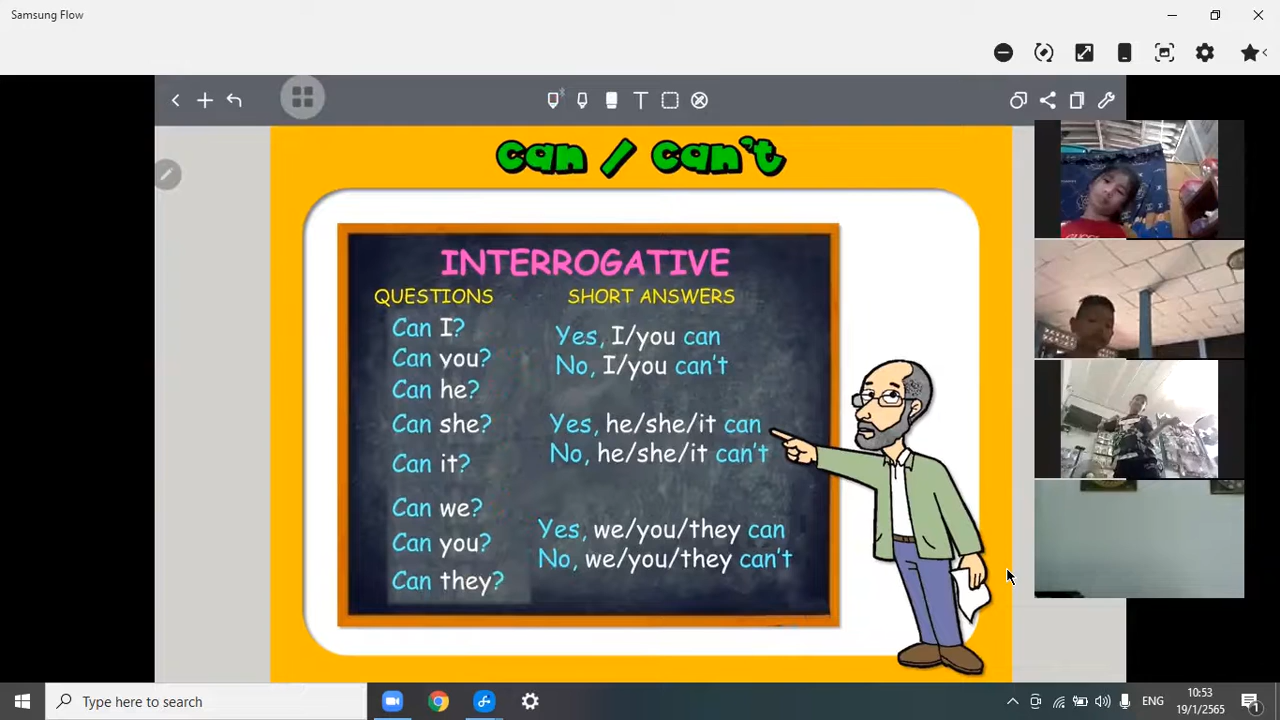 Samsung Flow
Can / Can't
INTERROGATIVE
QUESTIONS
SHORT ANSWERS
Can I?
Can you?
Can he?
Can she?
Can it?
Can we?
Can you?
Can they?
Yes, I/you can
No, I/you can't
Yes, he/she/it can
No, he/she/it can't
Yes, we/you/they can
No, we/you/they can't
Type here to search
ENG
10:53
19/1/2565
1